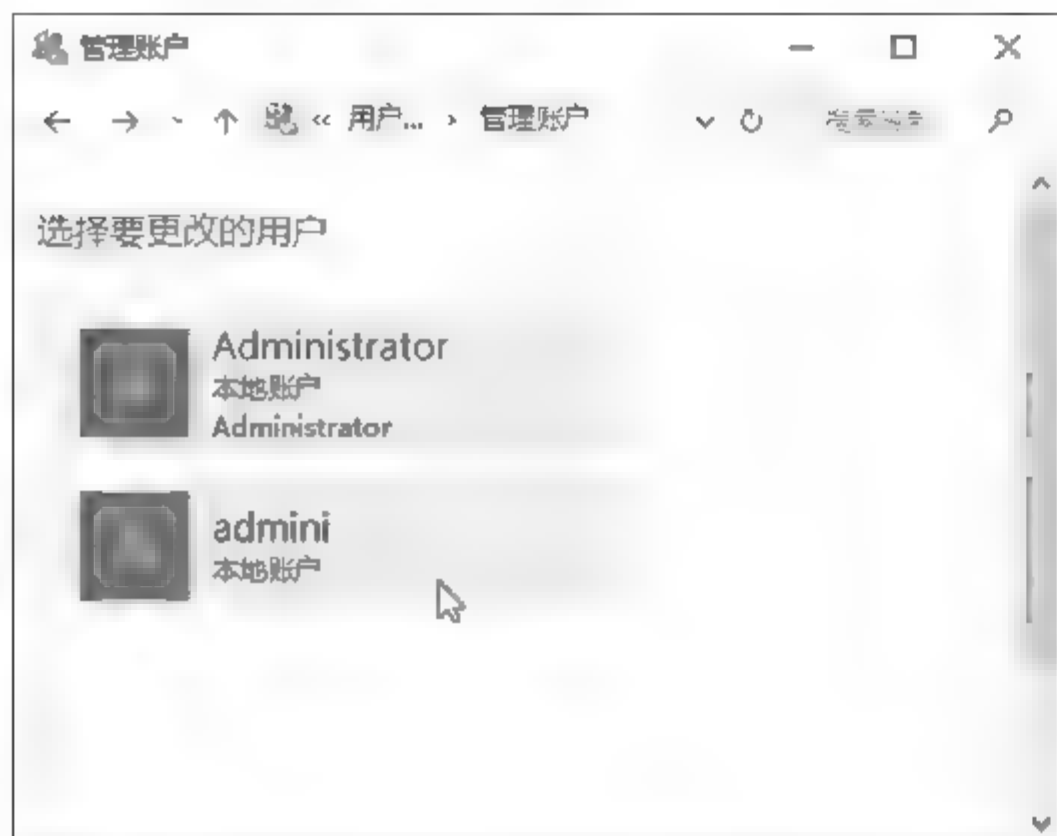 管理账户
« 用户... › 管理账户
选择要更改的用户
Administrator
本地账户
Administrator
admini
本地账户